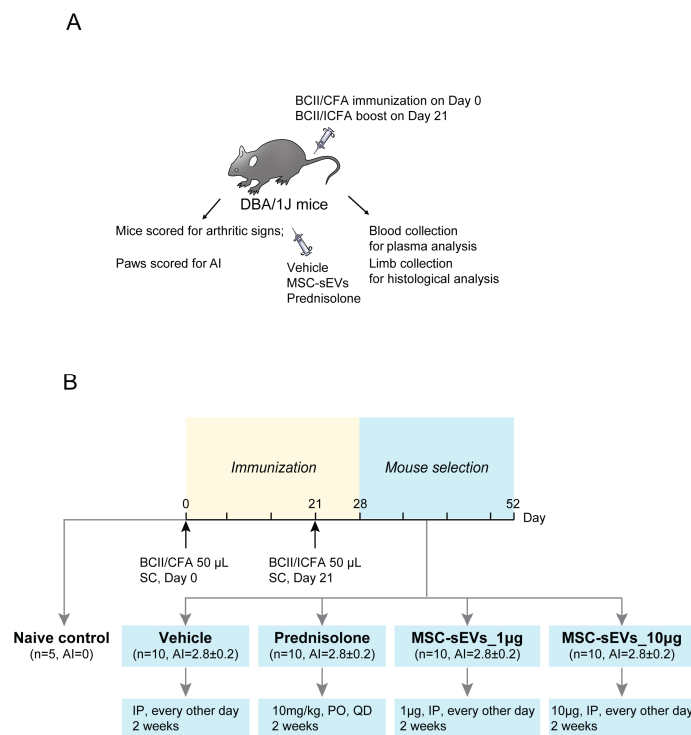 A
BCII/CFA immunization on Day 0
BCII/ICFA boost on Day 21
DBA/1J mice
Mice scored for arthritic signs;
Paws scored for AI
Vehicle
MSC-sEVs
Prednisolone
Blood collection
for plasma analysis
Limb collection
for histological analysis
B
Immunization
Mouse selection
0
21
28
52
Day
BCII/CFA 50 µL
SC, Day 0
BCII/ICFA 50 µL
SC, Day 21
Naive control
(n=5, AI=0)
Vehicle
(n=10, AI=2.8±0.2)
Prednisolone
(n=10, AI=2.8±0.2)
MSC-sEVs_1µg
(n=10, AI=2.8±0.2)
MSC-sEVs_10µg
(n=10, AI=2.8±0.2)
IP, every other day
2 weeks
10mg/kg, PO, QD
2 weeks
1µg, IP, every other day
2 weeks
10µg, IP, every other day
2 weeks